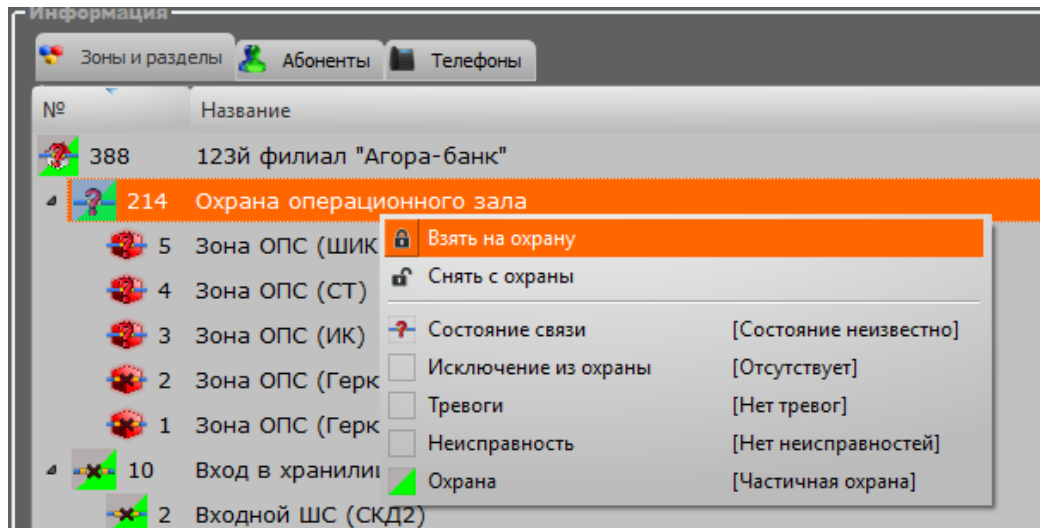 Информация
Зоны и разделы Абоненты Телефоны
№ Название
388 123й филиал "Агора-банк"
214 Охрана операционного зала
5 Зона ОПС (ШИК
4 Зона ОПС (СТ)
3 Зона ОПС (ИК)
2 Зона ОПС (Герк
1 Зона ОПС (Герк
10 Вход в хранилищ
2 Входной ШС (СКД2)
Взять на охрану
Снять с охраны
Состояние связи [Состояние неизвестно]
Исключение из охраны [Отсутствует]
Тревоги [Нет тревог]
Неисправность [Нет неисправностей]
Охрана [Частичная охрана]